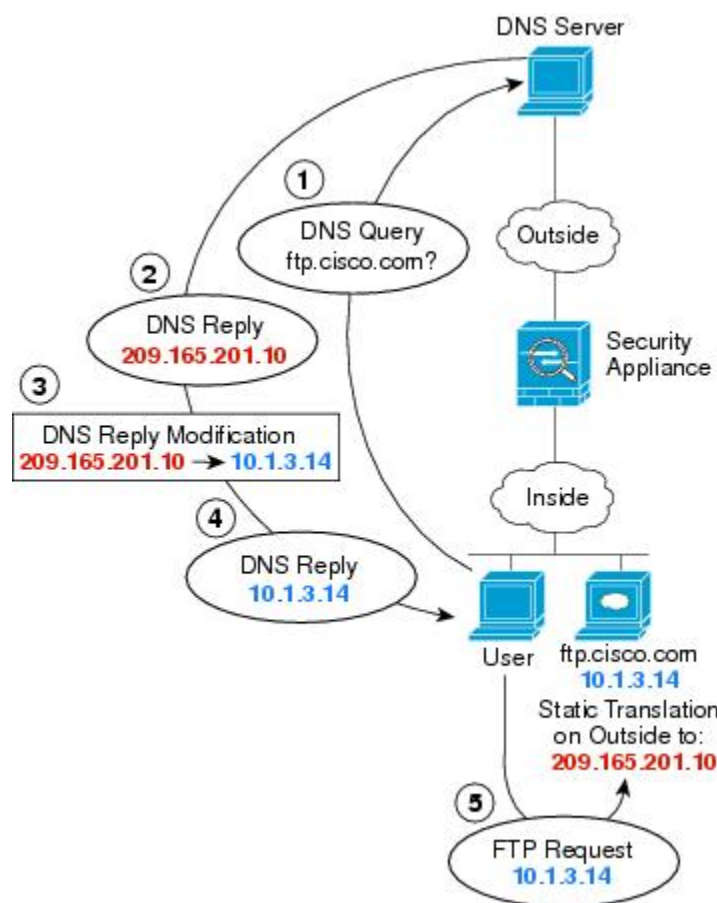 DNS Server
1
DNS Query
ftp.cisco.com?
Outside
2
DNS Reply
209.165.201.10
Security
Appliance
3
DNS Reply Modification
209.165.201.10 → 10.1.3.14
Inside
4
DNS Reply
10.1.3.14
User
ftp.cisco.com
10.1.3.14
Static Translation
on Outside to:
209.165.201.10
5
FTP Request
10.1.3.14